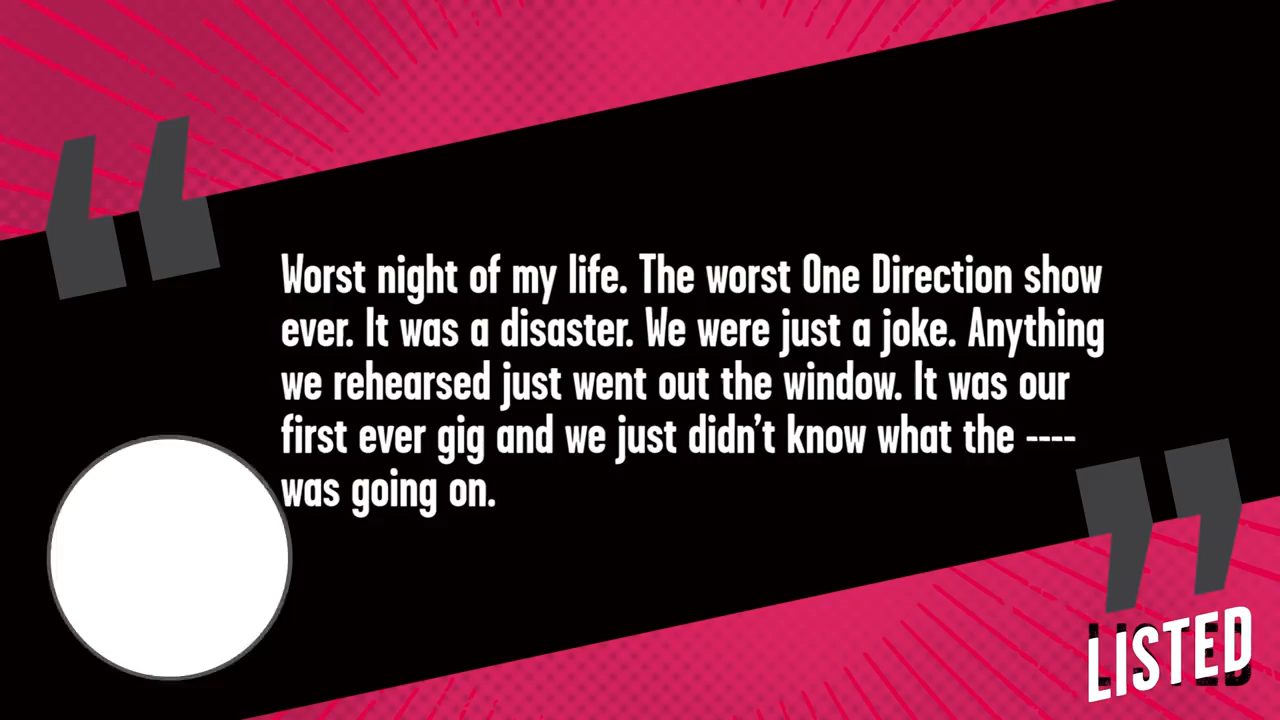 Worst night of my life. The worst One Direction show
ever. It was a disaster. We were just a joke. Anything
we rehearsed just went out the window. It was our
first ever gig and we just didn’t know what the ----
was going on.
LISTED